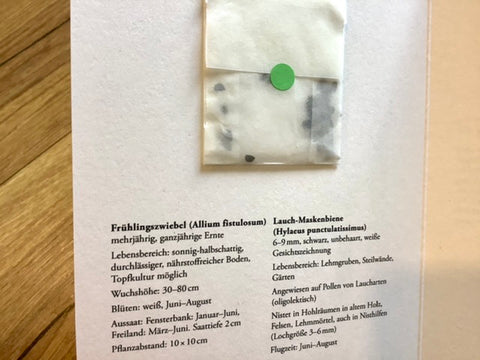 Frühlingszwiebel (Allium fistulosum)
mehrjährig, ganzjährige Ernte
Lebensbereich: sonnig-halbschattig,
durchlässiger, nährstoffreicher Boden,
Topfkultur möglich
Wuchshöhe: 30–80 cm
Blüten: weiß, Juni–August
Aussaat: Fensterbank: Januar–Juni,
Freiland: März–Juni. Saattiefe 2 cm
Pflanzabstand: 10 x 10 cm
Lauch-Maskenbiene
(Hylaeus punctulatissimus)
6–9 mm, schwarz, unbehaart, weiße
Gesichtszeichnung
Lebensbereich: Lehmgruben, Steilwände,
Gärten
Angewiesen auf Pollen von Laucharten
(oligolektisch)
Nistet in Hohlräumen in altem Holz,
Felsen, Lehmmörtel, auch in Nisthilfen
(Lochgröße 3–6 mm)
Flugzeit: Juni–August